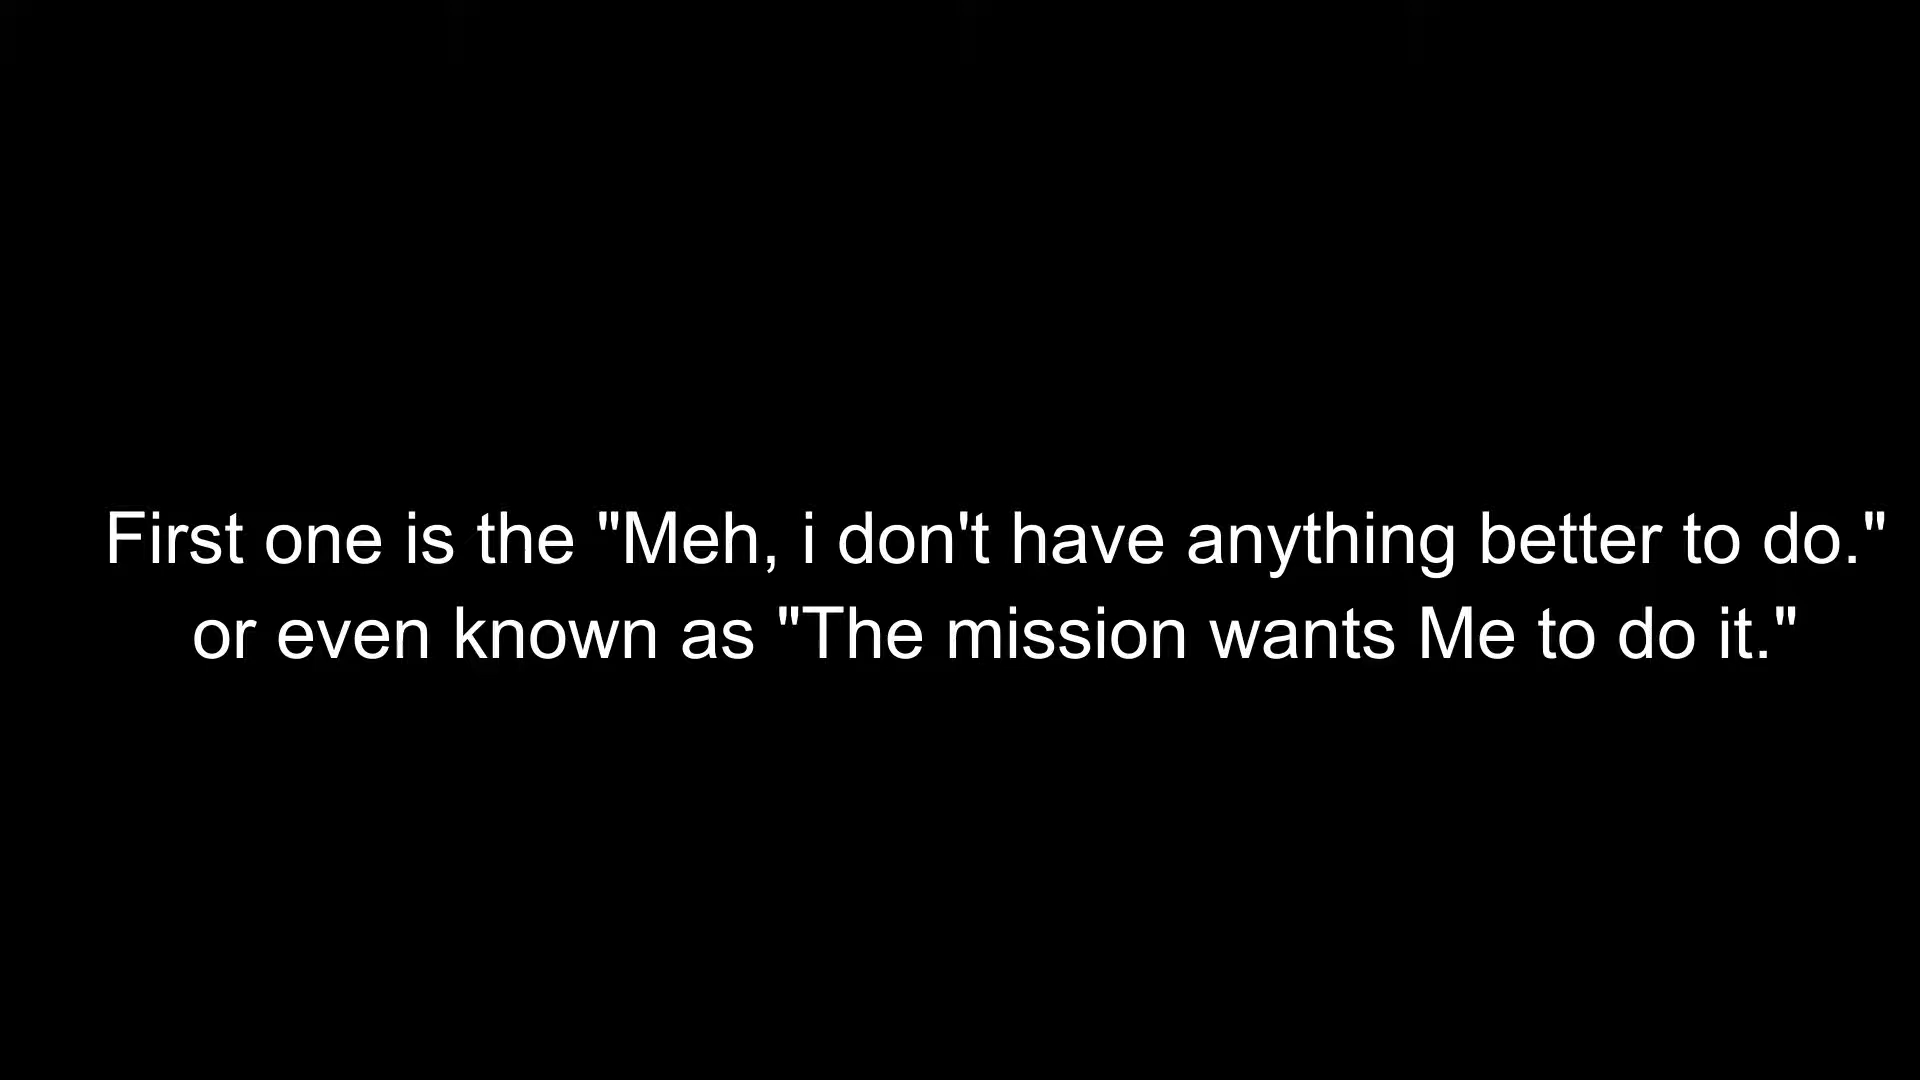 First one is the "Meh, i don't have anything better to do."
or even known as "The mission wants Me to do it."